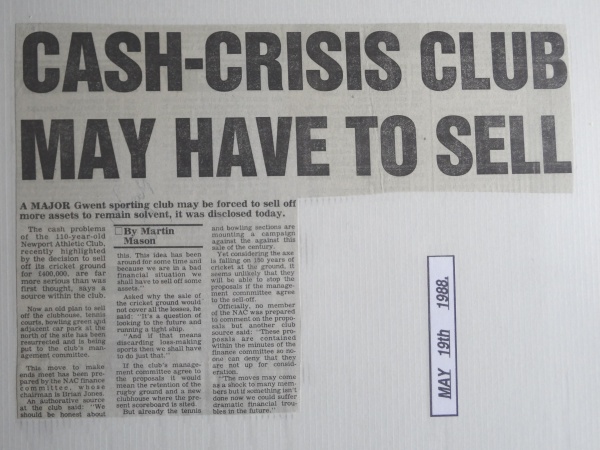 CASH-CRISIS CLUB
MAY HAVE TO SELL
A MAJOR Gwent sporting club may be forced to sell off
more assets to remain solvent, it was disclosed today.
The cash problems
of the 110-year-old
Newport Athletic Club,
recently highlighted
by the decision to sell
off its cricket ground
for £400,000, are far
more serious than was
first thought, says a
source within the club.
Now an old plan to sell
off the clubhouse, tennis
courts, bowling green and
adjacent car park at the
north of the site has been
resurrected and is being
put to the club's man-
agement committee.
This move to make
ends meet has been pre-
pared by the NAC finance
committee, whose
chairman is Brian Jones.
An authoritative source
at the club said: "We
should be honest about
By Martin
Mason
this. This idea has been
around for some time and
because we are in a bad
financial situation we
shall have to sell off some
assets."
Asked why the sale of
the cricket ground would
not cover all the losses, he
said: "It's a question of
looking to the future and
running a tight ship.
"And if that means
discarding loss-making
sports then we shall have
to do just that."
If the club's manage-
ment committee agree to
the proposals it would
mean the retention of the
rugby ground and a new
clubhouse where the pre-
sent scoreboard is sited.
But already the tennis
and bowling sections are
mounting a campaign
against the against this
sale of the century.
Yet considering the axe
is falling on 150 years of
cricket at the ground, it
seems unlikely that they
will be able to stop the
proposals if the manage-
ment committee agree
to the sell-off.
Officially, no member
of the NAC was prepared
to comment on the propo-
sals but another club
source said: "These pro-
posals are contained
within the minutes of the
finance committee so no-
one can deny that they
are not up for consid-
eration.
"The moves may come
as a shock to many mem-
bers but if something isn't
done now we could suffer
dramatic financial trou-
bles in the future."
MAY 19th 1988.